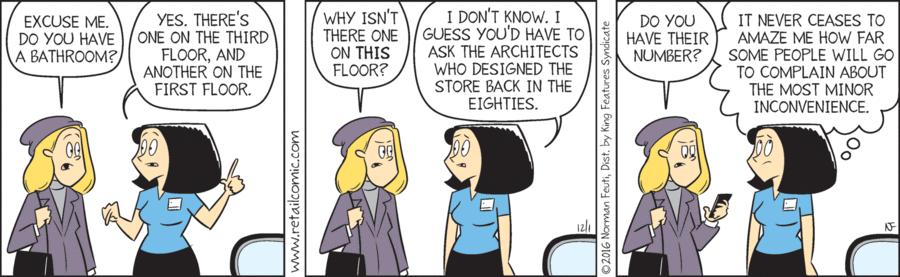 EXCUSE ME.
DO YOU HAVE
A BATHROOM?
YES. THERE'S
ONE ON THE THIRD
FLOOR, AND
ANOTHER ON THE
FIRST FLOOR.
www.retailcomic.com
WHY ISN'T
THERE ONE
ON THIS
FLOOR?
I DON'T KNOW. I
GUESS YOU'D HAVE TO
ASK THE ARCHITECTS
WHO DESIGNED THE
STORE BACK IN THE
EIGHTIES.
12/1
©2016 Norman Feuti, Dist. by King Features Syndicate
DO YOU
HAVE THEIR
NUMBER?
IT NEVER CEASES TO
AMAZE ME HOW FAR
SOME PEOPLE WILL GO
TO COMPLAIN ABOUT
THE MOST MINOR
INCONVENIENCE.
NF